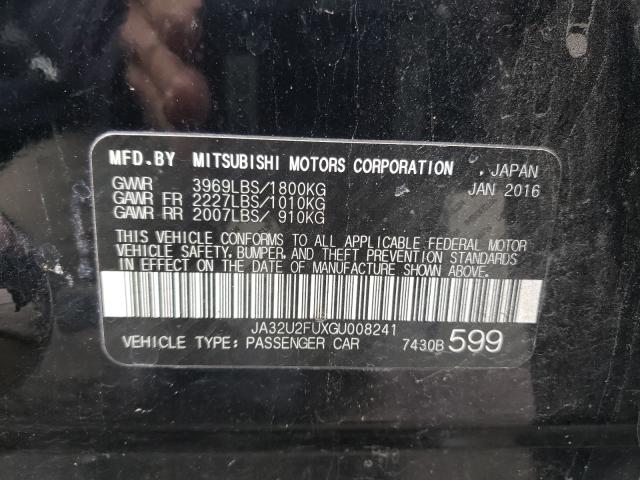 MFD.BY MITSUBISHI MOTORS CORPORATION JAPAN
GVWR 3969LBS/1800KG JAN 2016
GAWR FR 2227LBS/1010KG
GAWR RR 2007LBS/ 910KG
THIS VEHICLE CONFORMS TO ALL APPLICABLE FEDERAL MOTOR
VEHICLE SAFETY, BUMPER, AND THEFT PREVENTION STANDARDS
IN EFFECT ON THE DATE OF MANUFACTURE SHOWN ABOVE.
JA32U2FUXGU008241
VEHICLE TYPE: PASSENGER CAR 7430B 599